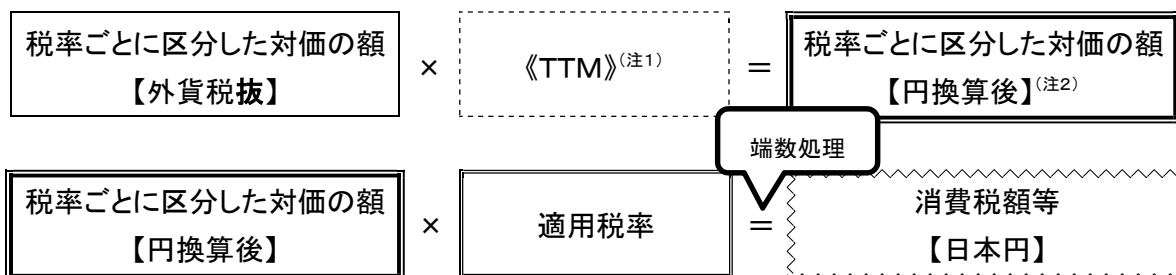 税率ごとに区分した対価の額
【外貨税抜】
×
《TTM》(注1)
=
税率ごとに区分した対価の額
【円換算後】(注2)
端数処理
税率ごとに区分した対価の額
【円換算後】
×
適用税率
=
消費税額等
【日本円】